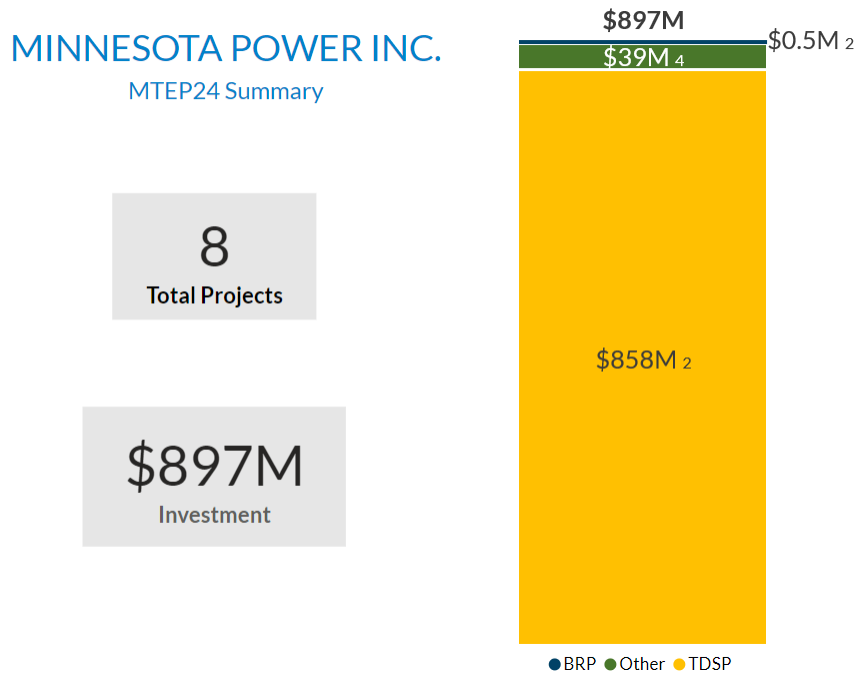 MINNESOTA POWER INC.
MTEP24 Summary
8
Total Projects
$897M
Investment
$897M
$0.5M 2
$39M 4
$858M 2
BRP Other TDSP